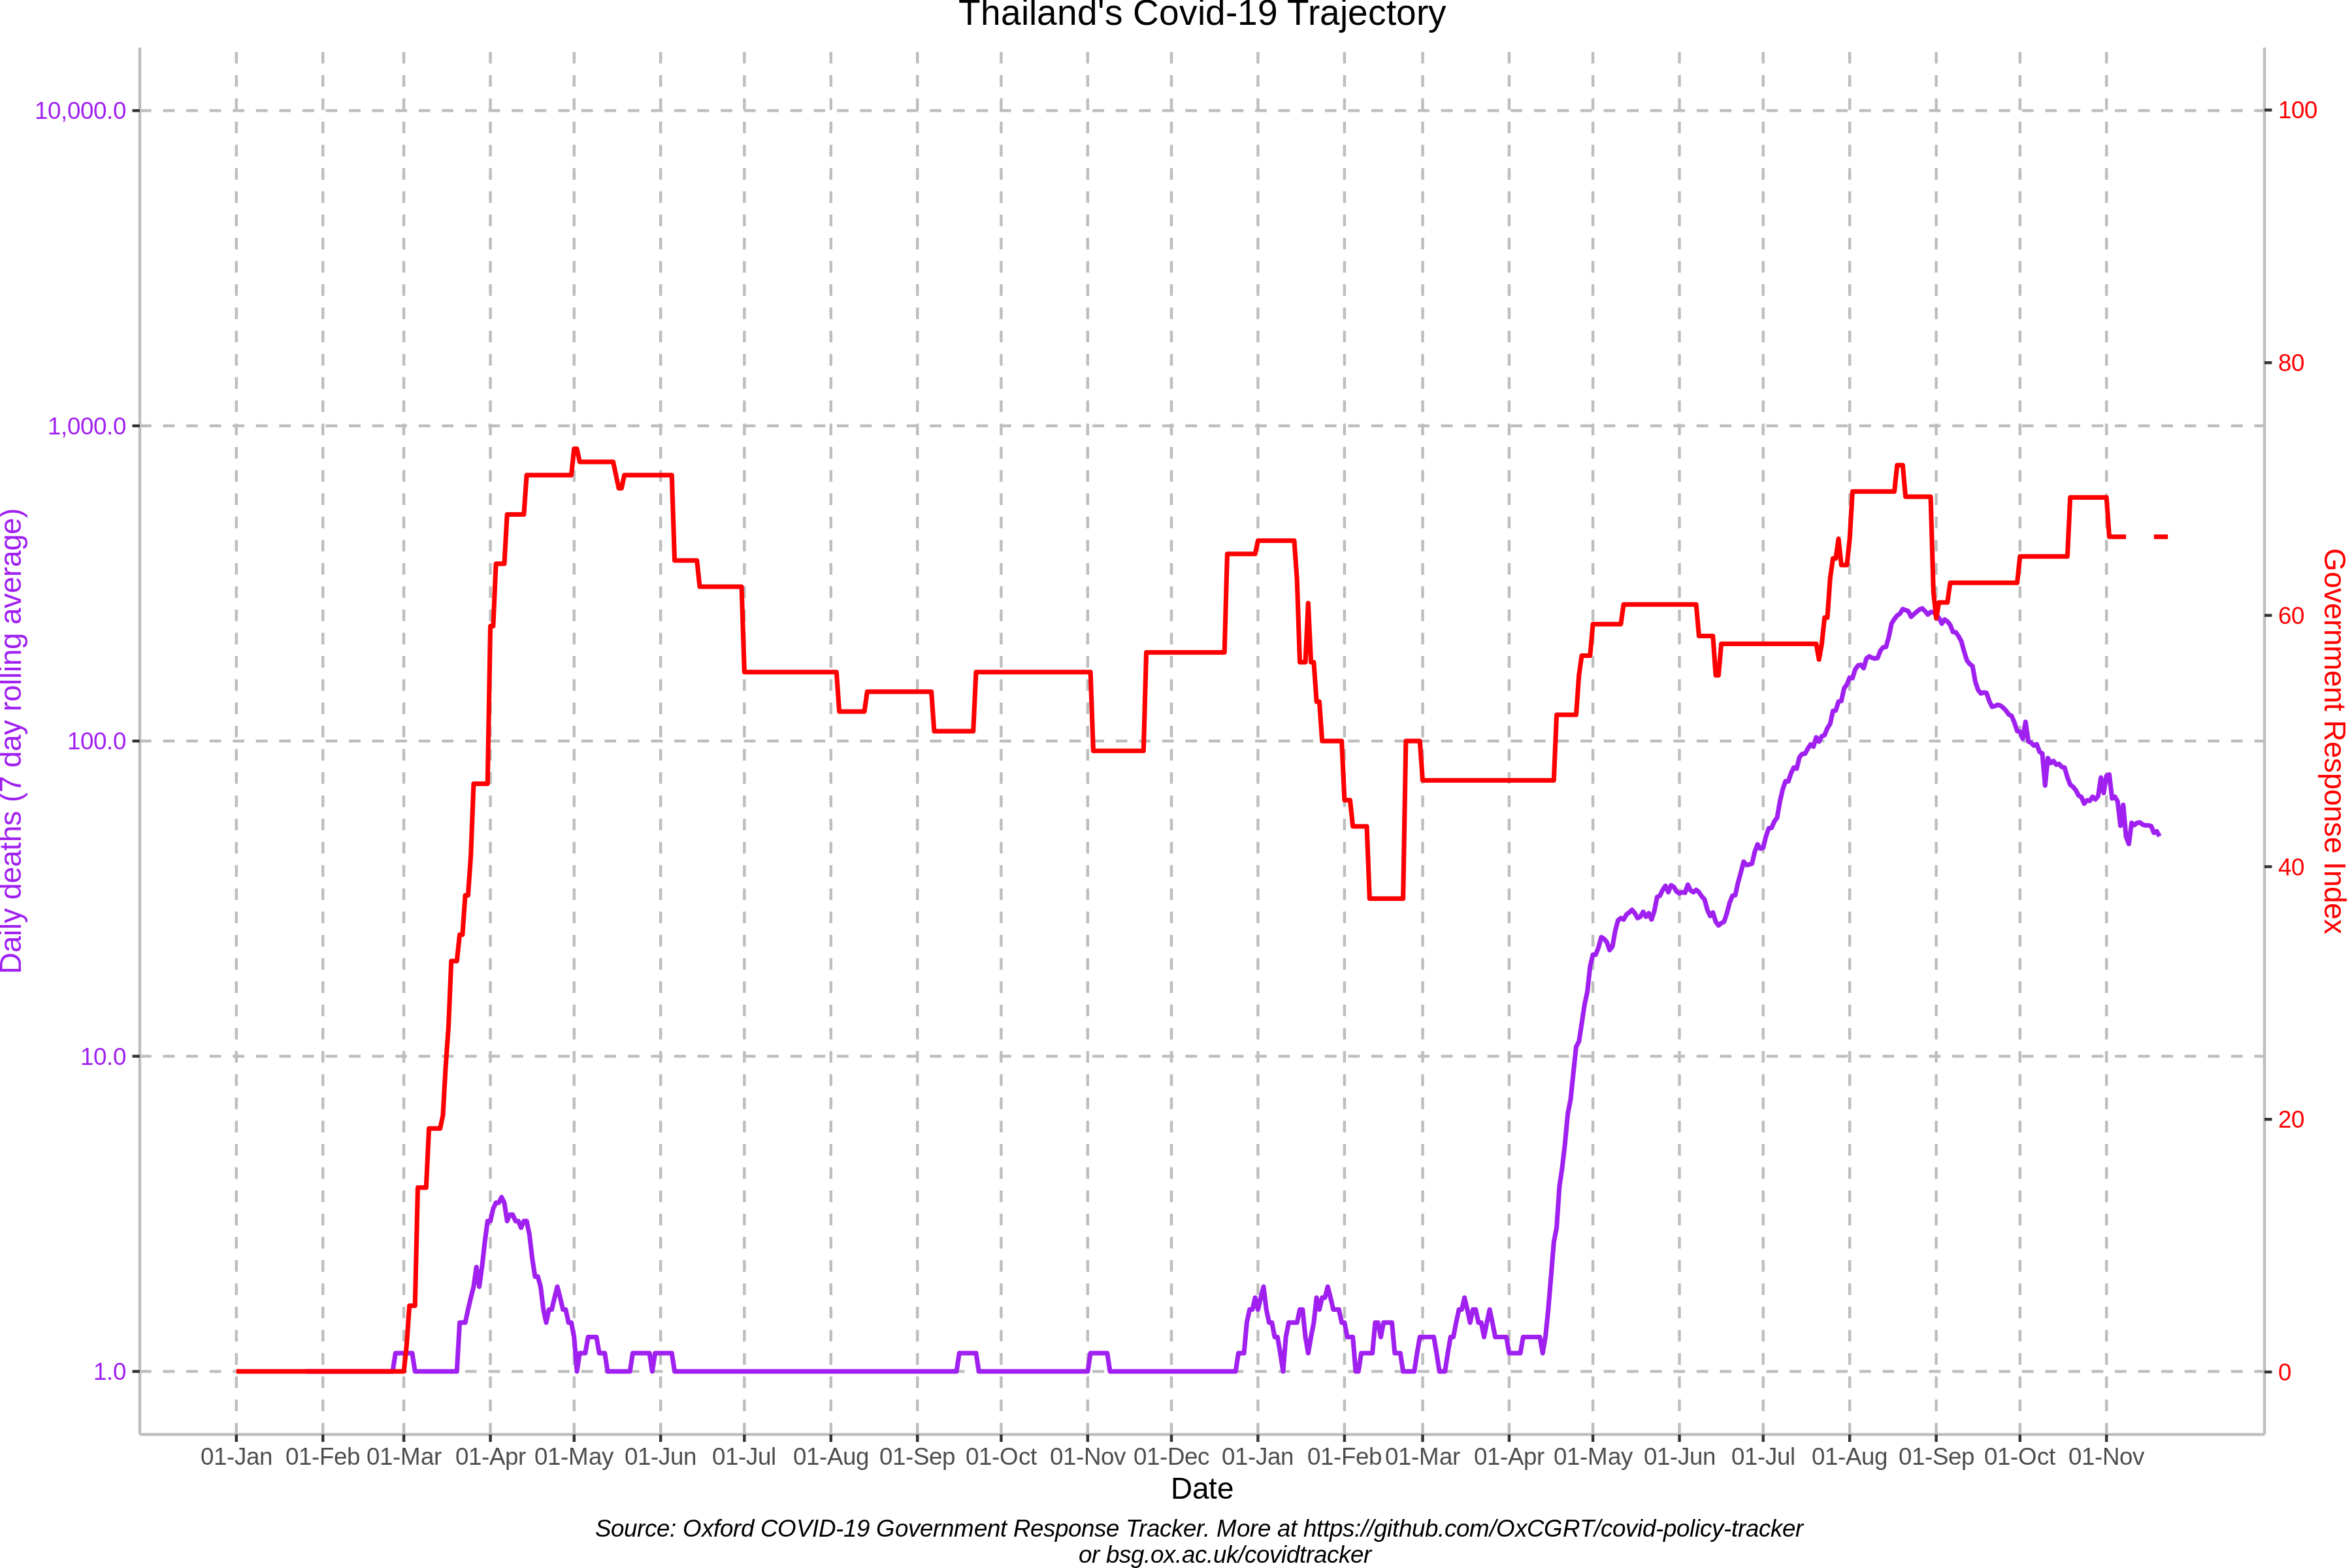 Thailand's Covid-19 Trajectory
10,000.0
1,000.0
100.0
10.0
1.0
Daily deaths (7 day rolling average)
100
80
60
40
20
0
Government Response Index
01-Jan 01-Feb 01-Mar 01-Apr 01-May 01-Jun 01-Jul 01-Aug 01-Sep 01-Oct 01-Nov 01-Dec 01-Jan 01-Feb 01-Mar 01-Apr 01-May 01-Jun 01-Jul 01-Aug 01-Sep 01-Oct 01-Nov
Date
Source: Oxford COVID-19 Government Response Tracker. More at https://github.com/OxCGRT/covid-policy-tracker
or bsg.ox.ac.uk/covidtracker